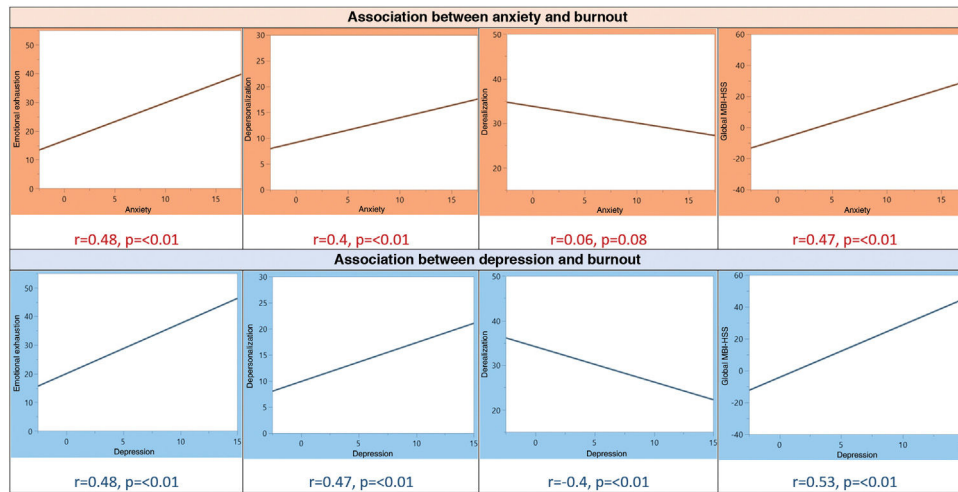 Association between anxiety and burnout
Emotional exhaustion
50
40
30
20
10
0
0 5 10 15
Anxiety
Depersonalization
30
25
20
15
10
5
0
0 5 10 15
Anxiety
Derealization
50
40
30
20
0 5 10 15
Anxiety
Global MBI-HSS
60
40
20
0
-20
-40
0 5 10 15
Anxiety
r=0.48, p=<0.01
r=0.4, p=<0.01
r=0.06, p=0.08
r=0.47, p=<0.01
Association between depression and burnout
Emotional exhaustion
50
40
30
20
10
0
0 5 10 15
Depression
Depersonalization
30
25
20
15
10
5
0
0 5 10 15
Depression
Derealization
50
40
30
20
0 5 10 15
Depression
Global MBI-HSS
60
40
20
0
-20
-40
0 5 10
Depression
r=0.48, p=<0.01
r=0.47, p=<0.01
r=-0.4, p=<0.01
r=0.53, p=<0.01